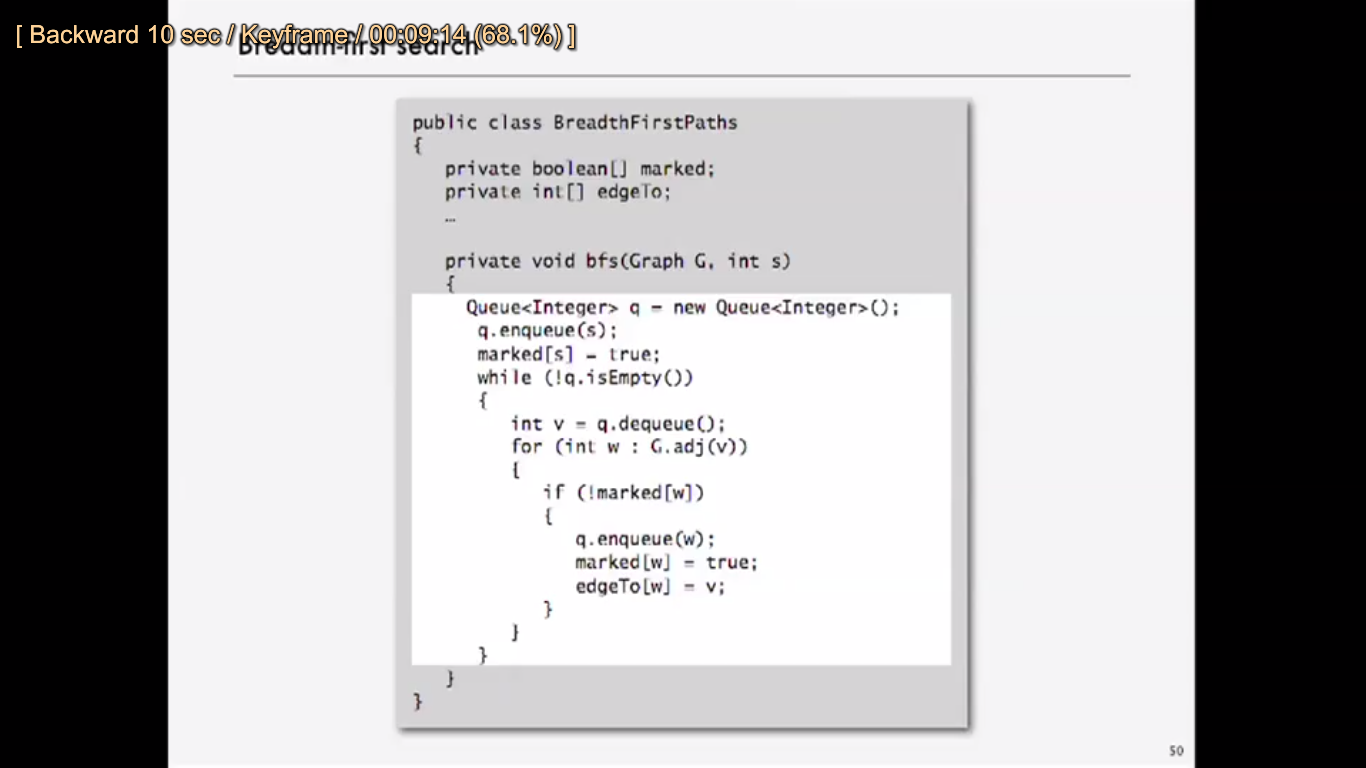 [ Backward 10 sec / Keyframe / 00:09:14 (68.1%) ]
Breadth-first search
public class BreadthFirstPaths
{
private boolean[] marked;
private int[] edgeTo;
…
private void bfs(Graph G, int s)
{
Queue<Integer> q = new Queue<Integer>();
q.enqueue(s);
marked[s] = true;
while (!q.isEmpty())
{
int v = q.dequeue();
for (int w : G.adj(v))
{
if (!marked[w])
{
q.enqueue(w);
marked[w] = true;
edgeTo[w] = v;
}
}
}
}
}
50